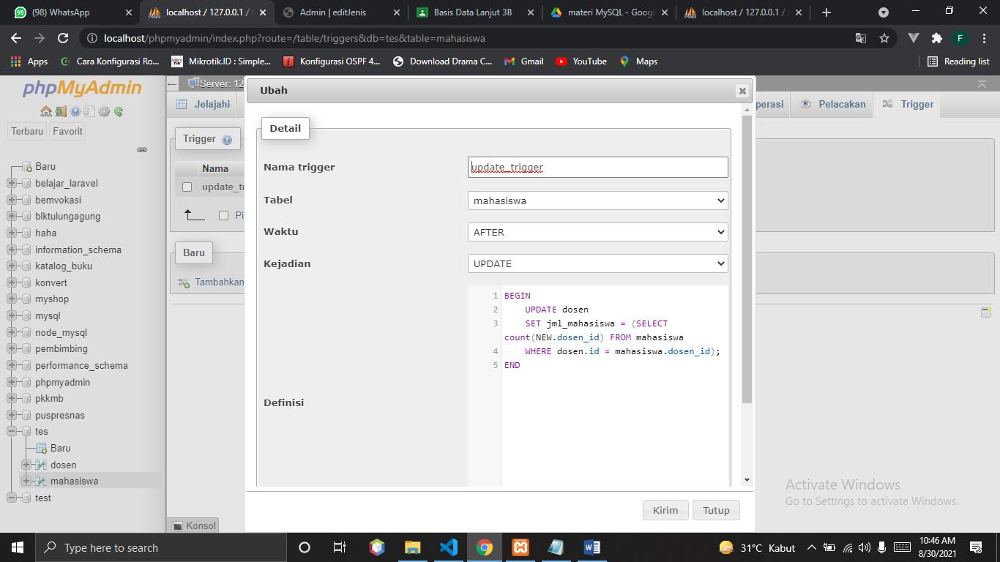 (98) WhatsApp
localhost / 127.0.0.1 / t
Admin | editJenis
Basis Data Lanjut 3B
materi MySQL - Goog
localhost / 127.0.0.1 / t
localhost/phpmyadmin/index.php?route=/table/triggers&db=tes&table=mahasiswa
F
Apps
Cara Konfigurasi Ro...
Mikrotik.ID : Simple...
Konfigurasi OSPF 4...
Download Drama C...
Gmail
YouTube
Maps
Reading list
phpMyAdmin
Terbaru
Favorit
Baru
belajar_laravel
bemvokasi
blktulungagung
haha
information_schema
katalog_buku
konvert
myshop
mysql
node_mysql
pembimbing
performance_schema
phpmyadmin
pkkmb
puspresnas
tes
Baru
dosen
mahasiswa
test
Server: 12
Jelajahi
perasi
Pelacakan
Trigger
Trigger
Nama
update_tr
Pi
Baru
Tambahkan
Konsol
Ubah
Detail
Nama trigger
update_trigger
Tabel
mahasiswa
Waktu
AFTER
Kejadian
UPDATE
Definisi
1 BEGIN
2 UPDATE dosen
3 SET jml_mahasiswa = (SELECT
count(NEW.dosen_id) FROM mahasiswa
4 WHERE dosen.id = mahasiswa.dosen_id);
5 END
Kirim
Tutup
Activate Windows
Go to Settings to activate Windows.
Type here to search
31°C Kabut
10:46 AM
8/30/2021